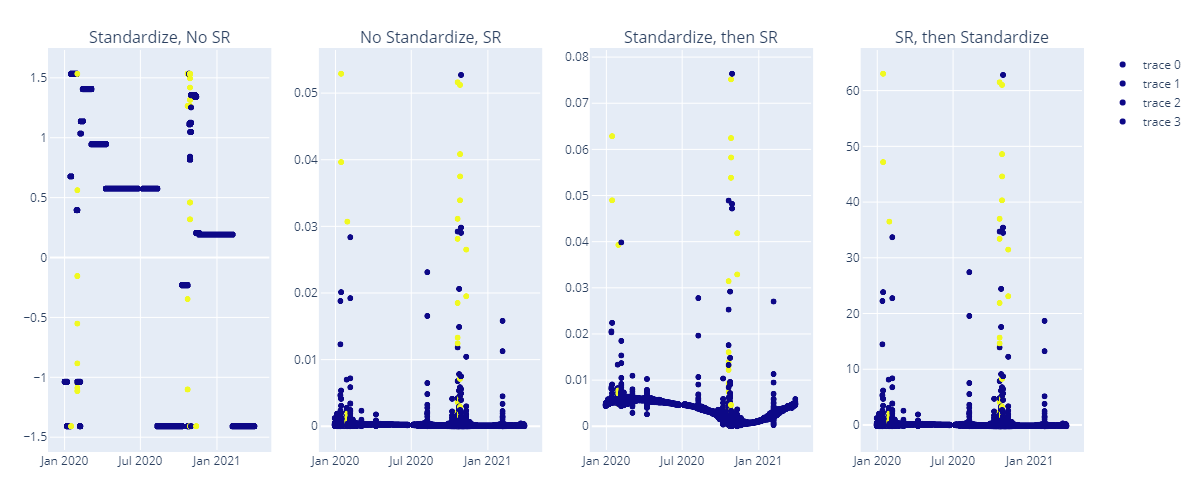 Standardize, No SR
No Standardize, SR
Standardize, then SR
SR, then Standardize
1.5
1
0.5
0
−0.5
−1
−1.5
Jan 2020
Jul 2020
Jan 2021
0.05
0.04
0.03
0.02
0.01
0
Jan 2020
Jul 2020
Jan 2021
0.08
0.07
0.06
0.05
0.04
0.03
0.02
0.01
0
Jan 2020
Jul 2020
Jan 2021
60
50
40
30
20
10
0
Jan 2020
Jul 2020
Jan 2021
trace 0
trace 1
trace 2
trace 3